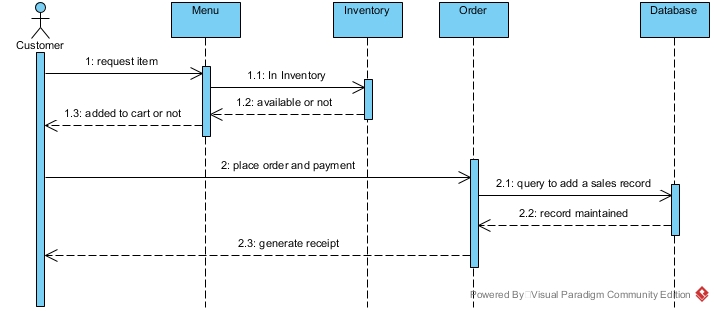 Menu
Inventory
Order
Database
Customer
1: request item
1.1: In Inventory
1.2: available or not
1.3: added to cart or not
2: place order and payment
2.1: query to add a sales record
2.2: record maintained
2.3: generate receipt
Powered By Visual Paradigm Community Edition